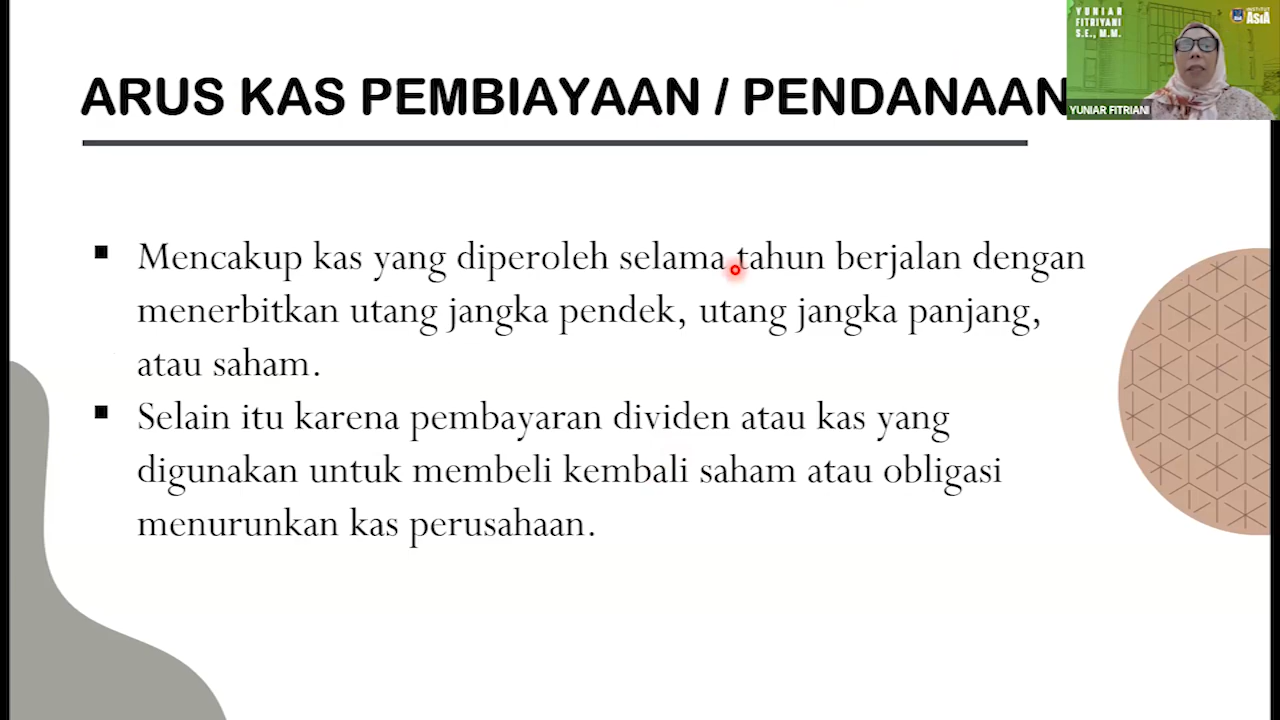 ARUS KAS PEMBIAYAAN / PENDANAAN
Mencakup kas yang diperoleh selama tahun berjalan dengan
menerbitkan utang jangka pendek, utang jangka panjang,
atau saham.
Selain itu karena pembayaran dividen atau kas yang
digunakan untuk membeli kembali saham atau obligasi
menurunkan kas perusahaan.
YUNIAR
FITRIYANI
S.E., M.M.
INSTITUT
ASIA
YUNIAR FITRIANI